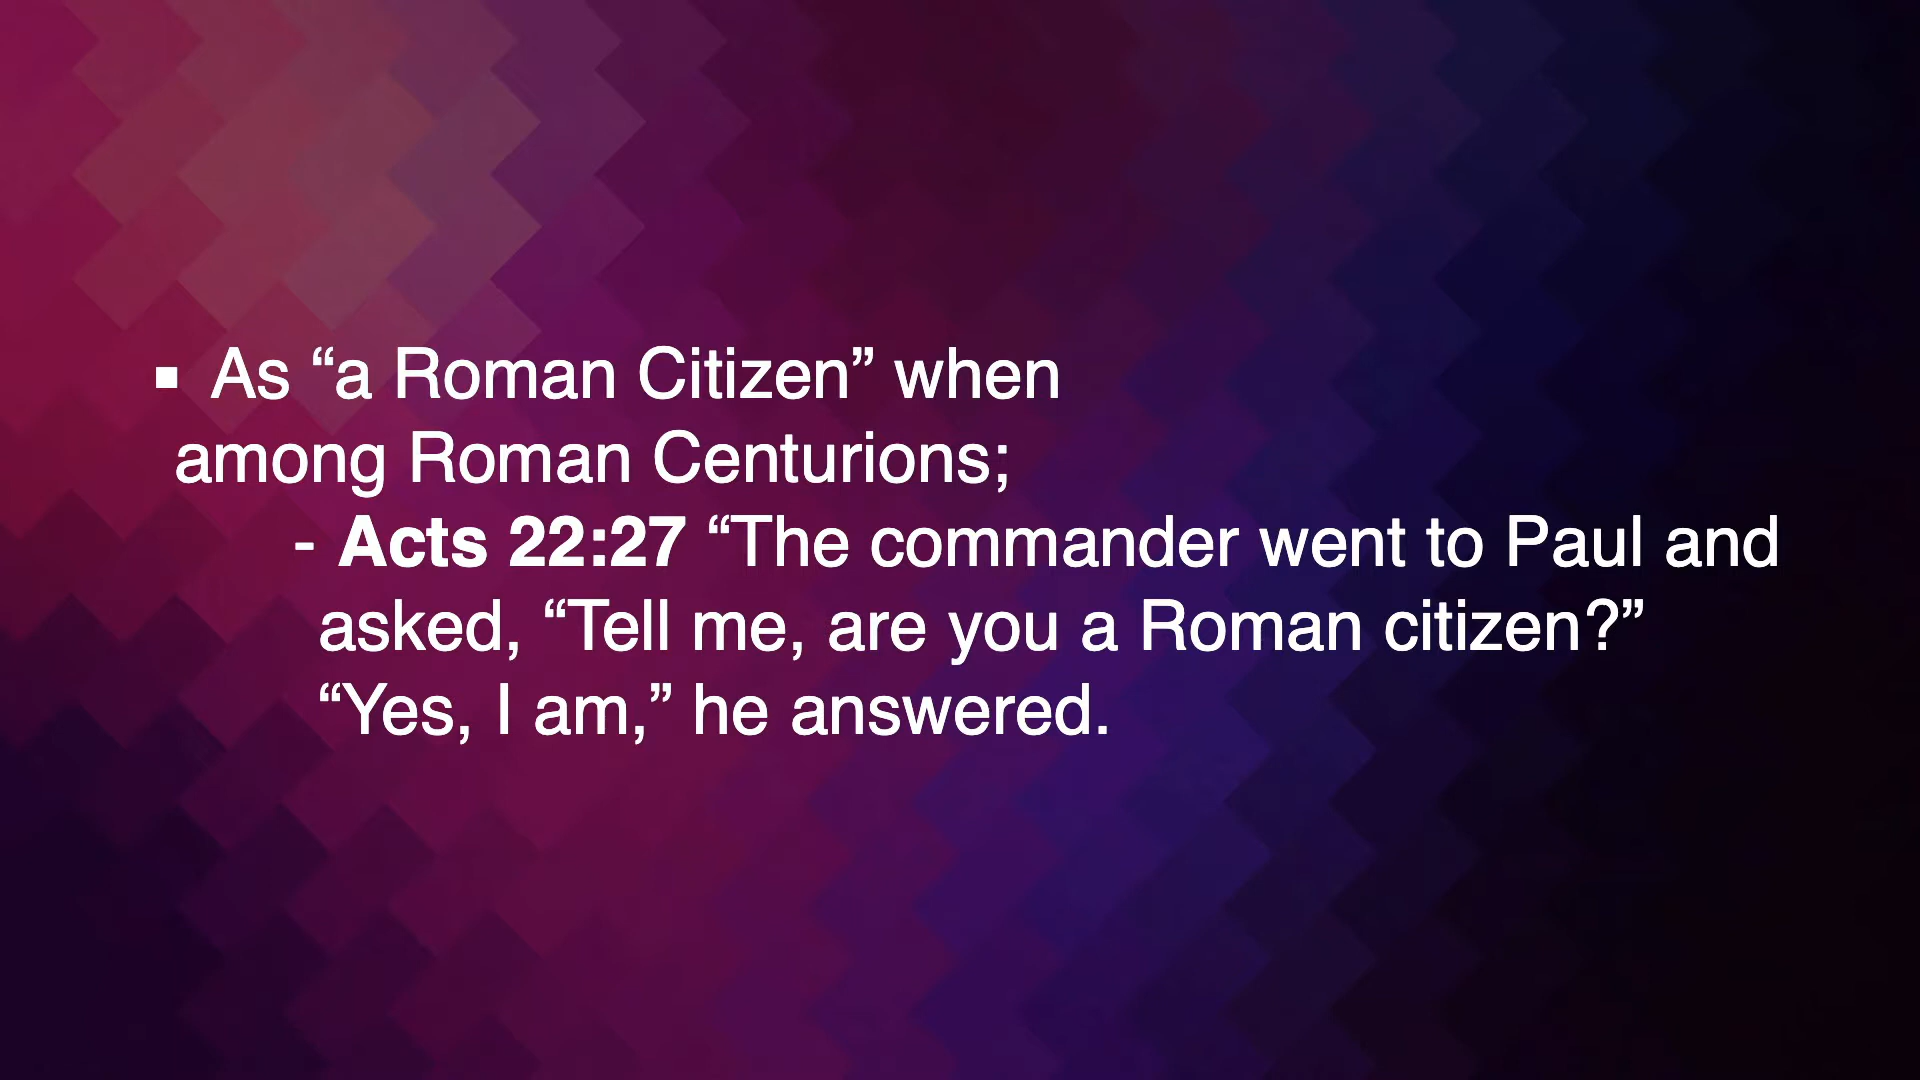 ▪ As “a Roman Citizen” when
among Roman Centurions;
- Acts 22:27 “The commander went to Paul and
asked, “Tell me, are you a Roman citizen?”
“Yes, I am,” he answered.